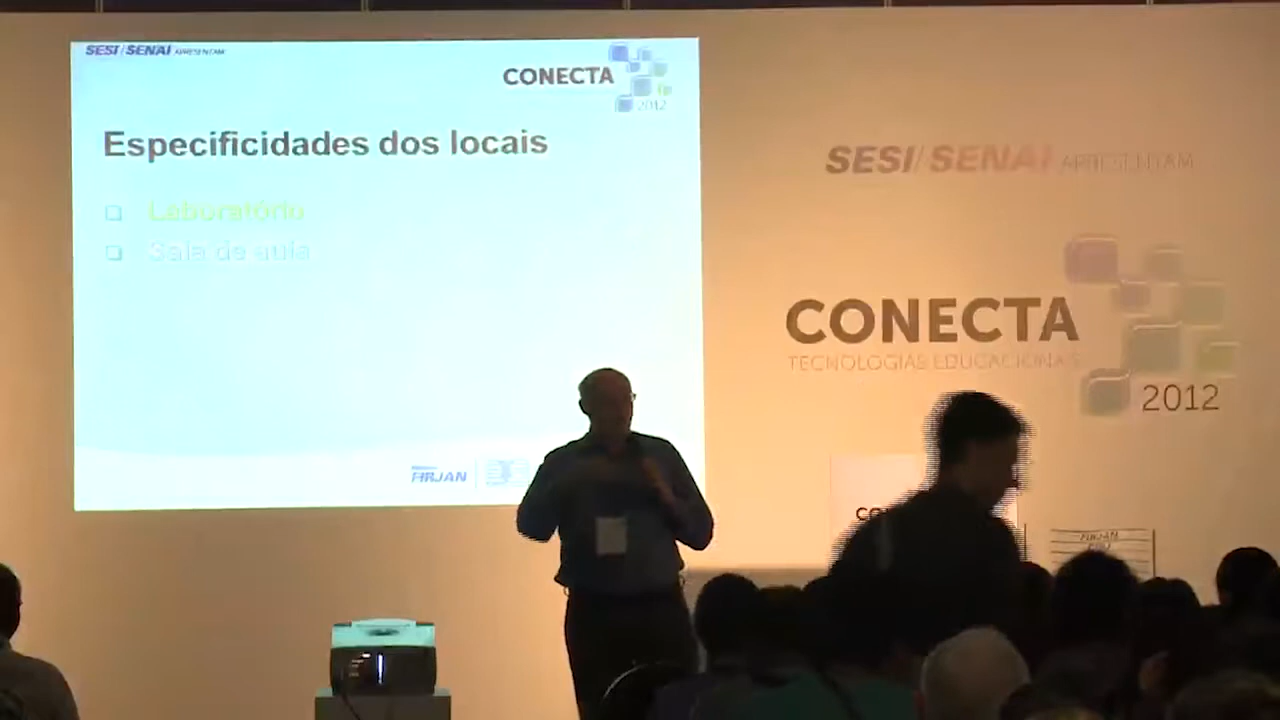 SESI/SENAI APRESENTAM
CONECTA
2012
Especificidades dos locais
Laboratório
Sala de aula
FIRJAN
SESI/SENAI APRESENTAM
CONECTA
TECNOLOGIAS EDUCACIONAIS
2012
FIRJAN